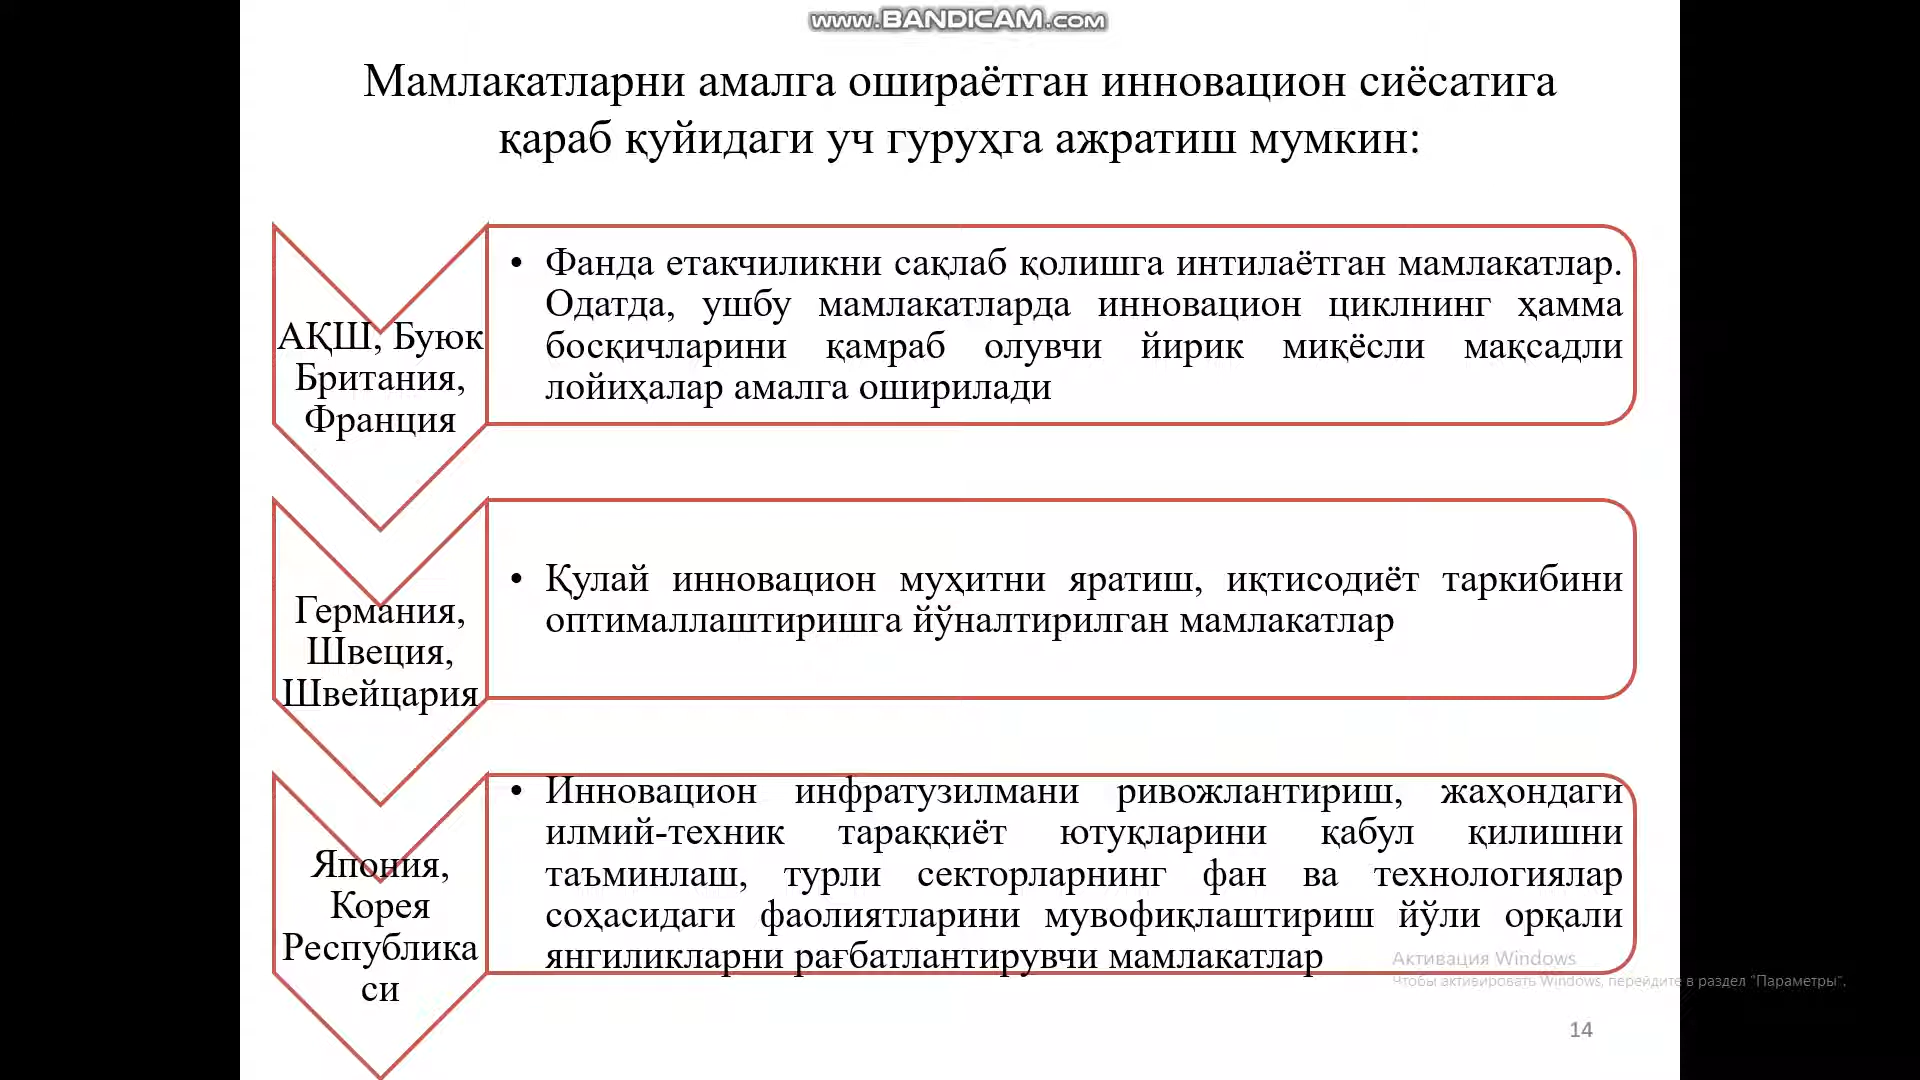 www.BANDICAM.com
Мамлакатларни амалга ошираётган инновацион сиёсатига
қараб қуйидаги уч гуруҳга ажратиш мумкин:
АҚШ, Буюк
Британия,
Франция
• Фанда етакчиликни сақлаб қолишга интилаётган мамлакатлар.
Одатда, ушбу мамлакатларда инновацион циклнинг ҳамма
босқичларини қамраб олувчи йирик миқёсли мақсадли
лойиҳалар амалга оширилади
Германия,
Швеция,
Швейцария
• Қулай инновацион муҳитни яратиш, иқтисодиёт таркибини
оптималлаштиришга йўналтирилган мамлакатлар
Япония,
Корея
Республика
си
• Инновацион инфратузилмани ривожлантириш, жаҳондаги
илмий-техник тараққиёт ютуқларини қабул қилишни
таъминлаш, турли секторларнинг фан ва технологиялар
соҳасидаги фаолиятларини мувофиқлаштириш йўли орқали
янгиликларни рағбатлантирувчи мамлакатлар
Активация Windows
Чтобы активировать Windows, перейдите в раздел "Параметры".
14